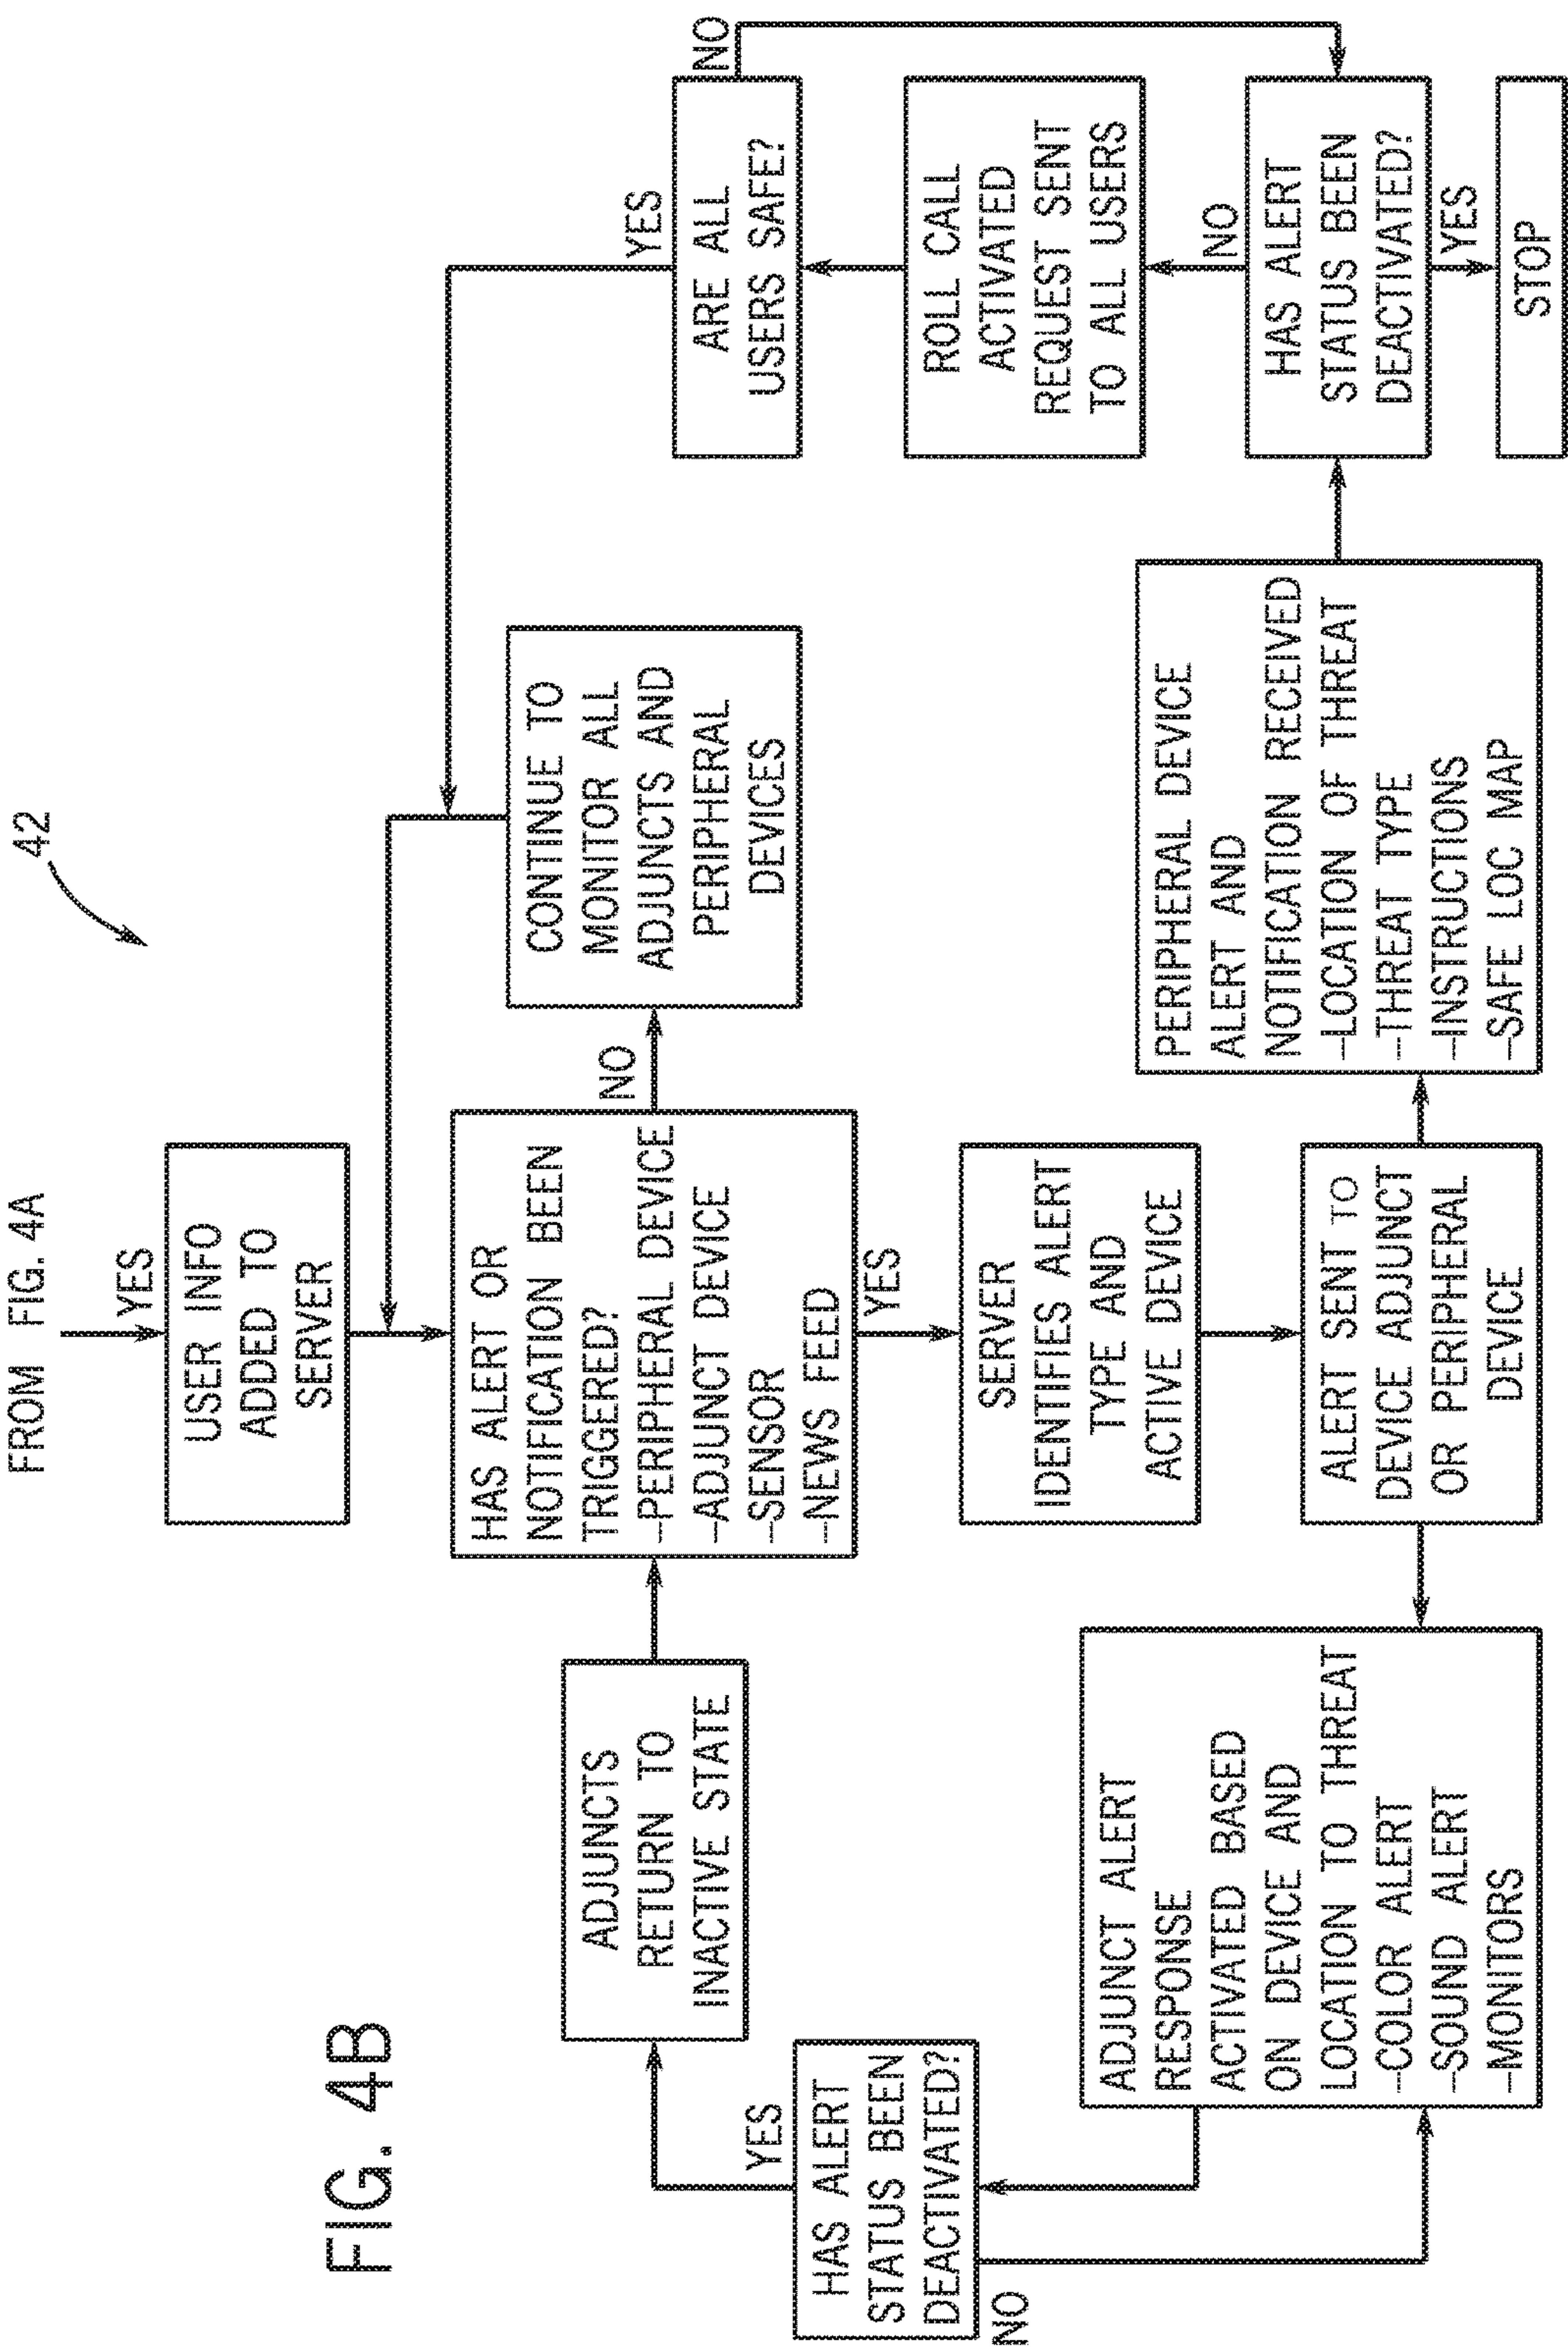 FIG. 4B
42
FROM FIG. 4A
YES
USER INFO
ADDED TO
SERVER
HAS ALERT OR
NOTIFICATION BEEN
TRIGGERED?
-PERIPHERAL DEVICE
-ADJUNCT DEVICE
-SENSOR
-NEWS FEED
NO
CONTINUE TO
MONITOR ALL
ADJUNCTS AND
PERIPHERAL
DEVICES
YES
SERVER
IDENTIFIES ALERT
TYPE AND
ACTIVE DEVICE
ALERT SENT TO
DEVICE ADJUNCT
OR PERIPHERAL
DEVICE
ADJUNCT ALERT
RESPONSE
ACTIVATED BASED
ON DEVICE AND
LOCATION TO THREAT
-COLOR ALERT
-SOUND ALERT
-MONITORS
HAS ALERT
STATUS BEEN
DEACTIVATED?
NO
YES
ADJUNCTS
RETURN TO
INACTIVE STATE
PERIPHERAL DEVICE
ALERT AND
NOTIFICATION RECEIVED
-LOCATION OF THREAT
-THREAT TYPE
-INSTRUCTIONS
-SAFE LOC MAP
HAS ALERT
STATUS BEEN
DEACTIVATED?
YES
STOP
NO
ROLL CALL
ACTIVATED
REQUEST SENT
TO ALL USERS
ARE ALL
USERS SAFE?
YES
NO